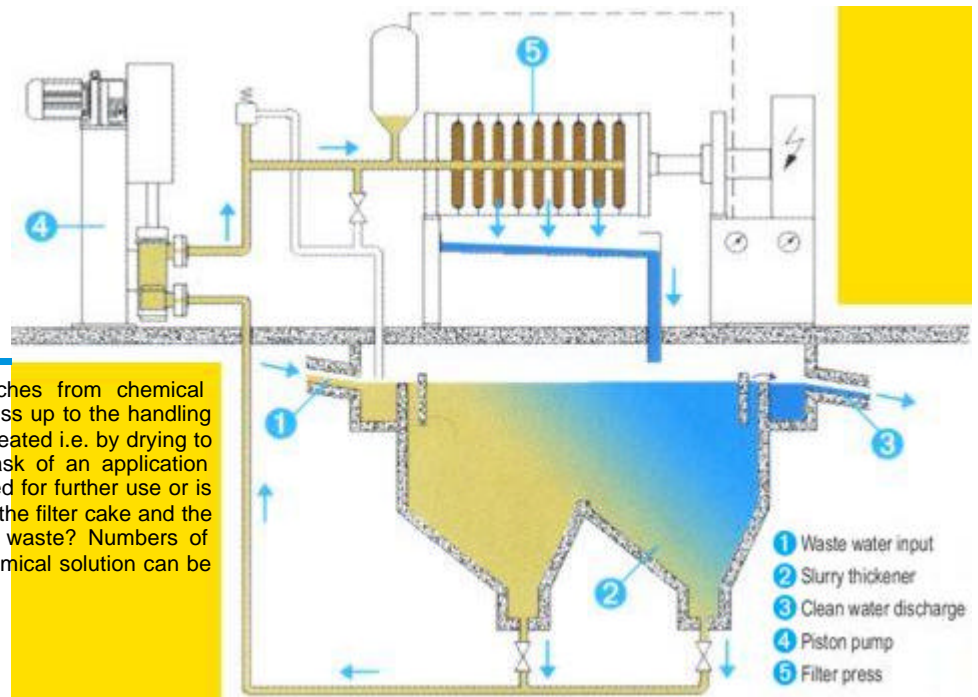 5
4
ches from chemical
ss up to the handling
eated i.e. by drying to
ask of an application
ed for further use or is
the filter cake and the
waste? Numbers of
mical solution can be
1
3
2
1 Waste water input
2 Slurry thickener
3 Clean water discharge
4 Piston pump
5 Filter press